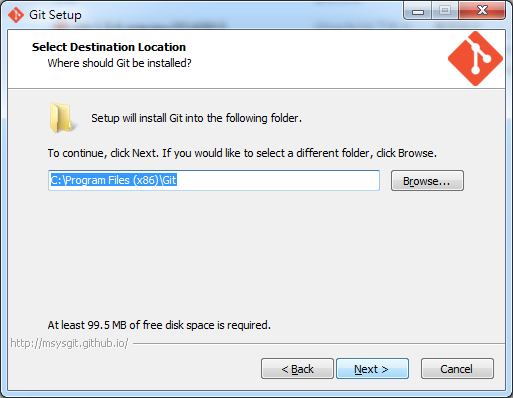 Git Setup
Select Destination Location
Where should Git be installed?
Setup will install Git into the following folder.
To continue, click Next. If you would like to select a different folder, click Browse.
C:\Program Files (x86)\Git
Browse...
At least 99.5 MB of free disk space is required.
http://msysgit.github.io/
< Back
Next >
Cancel